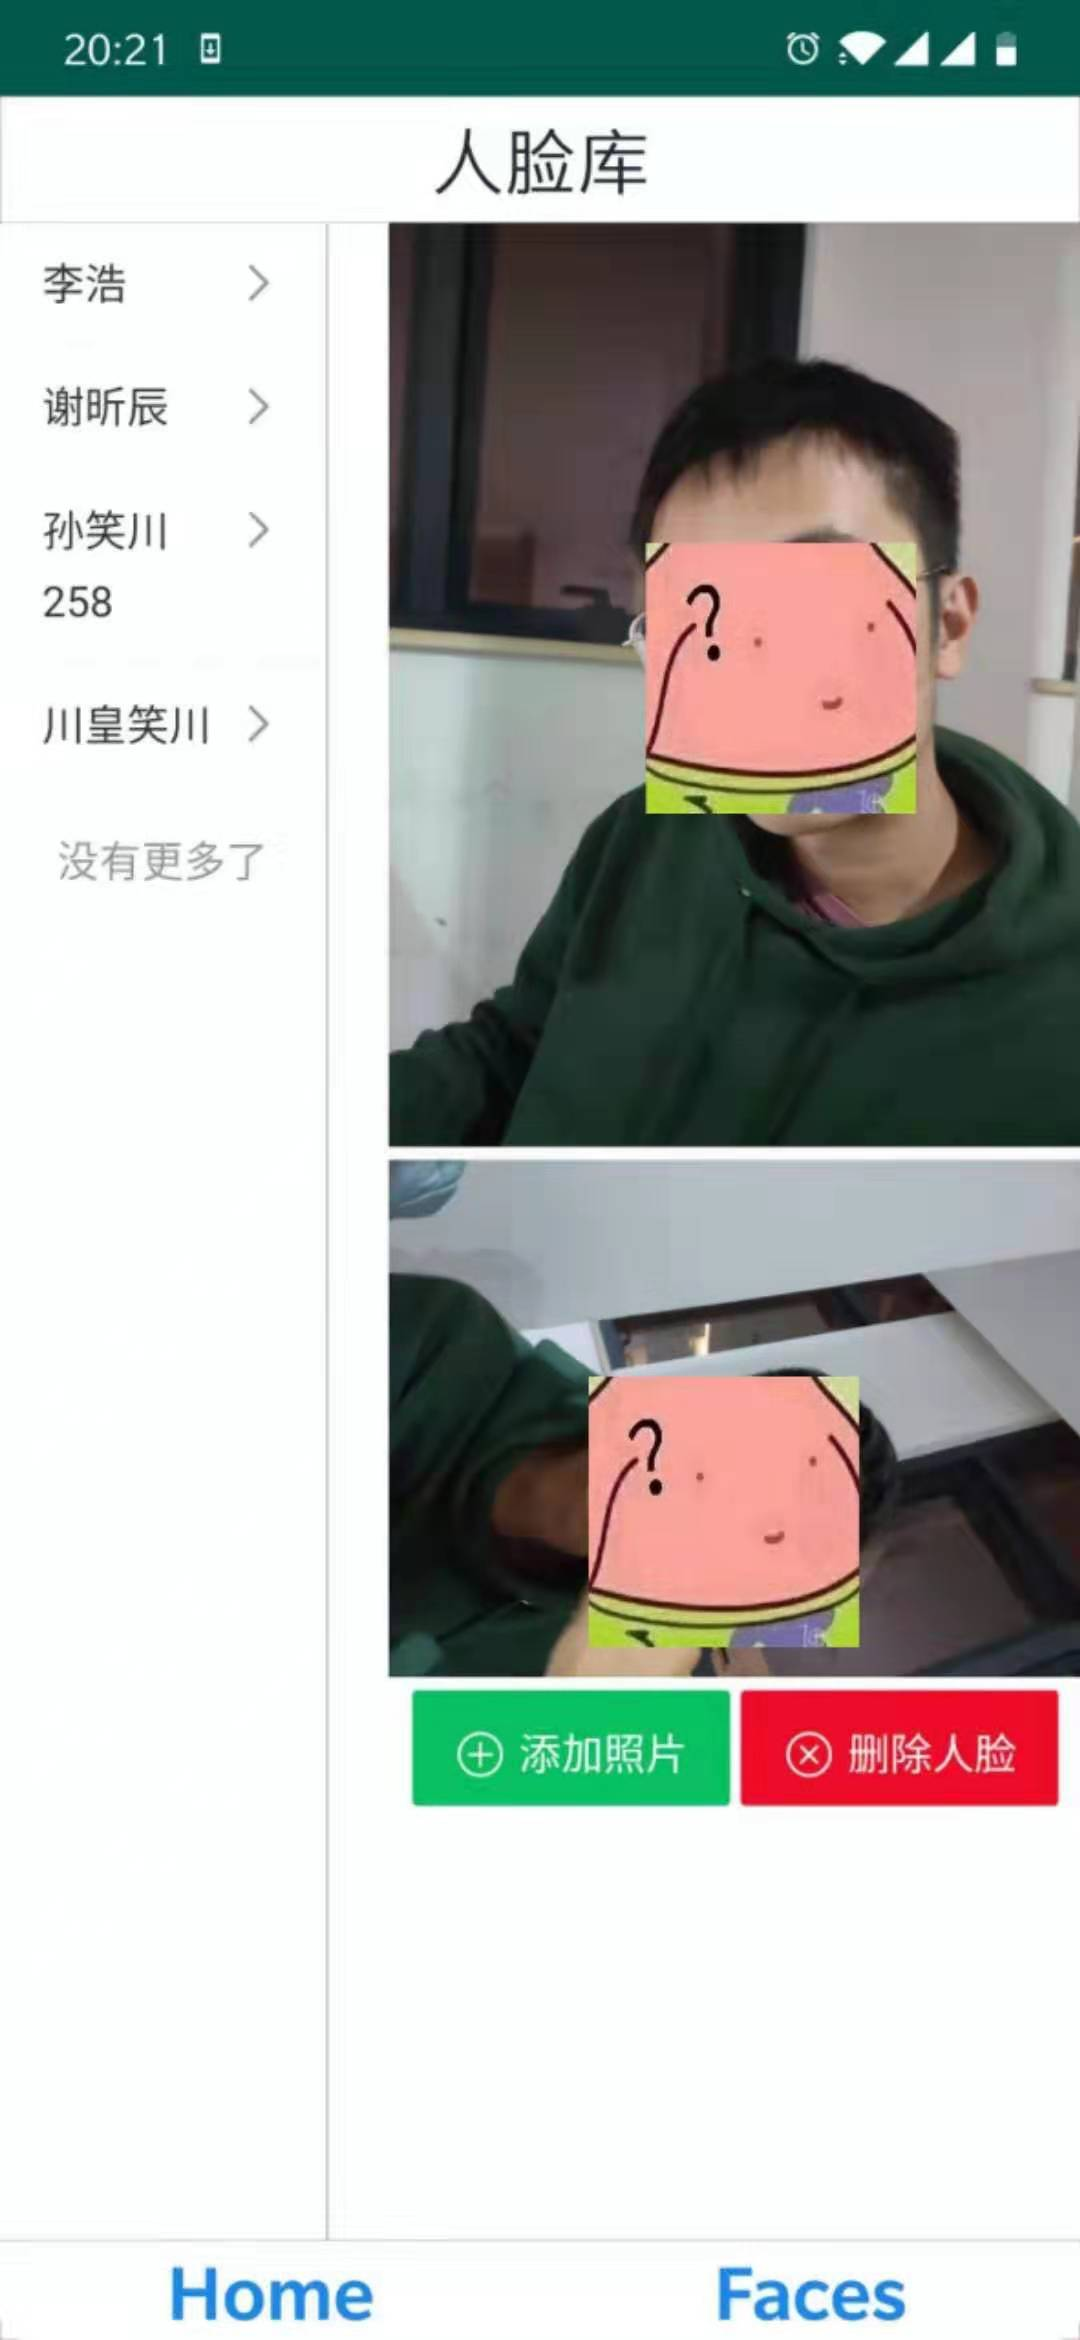 20:21
人脸库
李浩
谢昕辰
孙笑川
258
川皇笑川
没有更多了
?
?
添加照片
删除人脸
Home
Faces